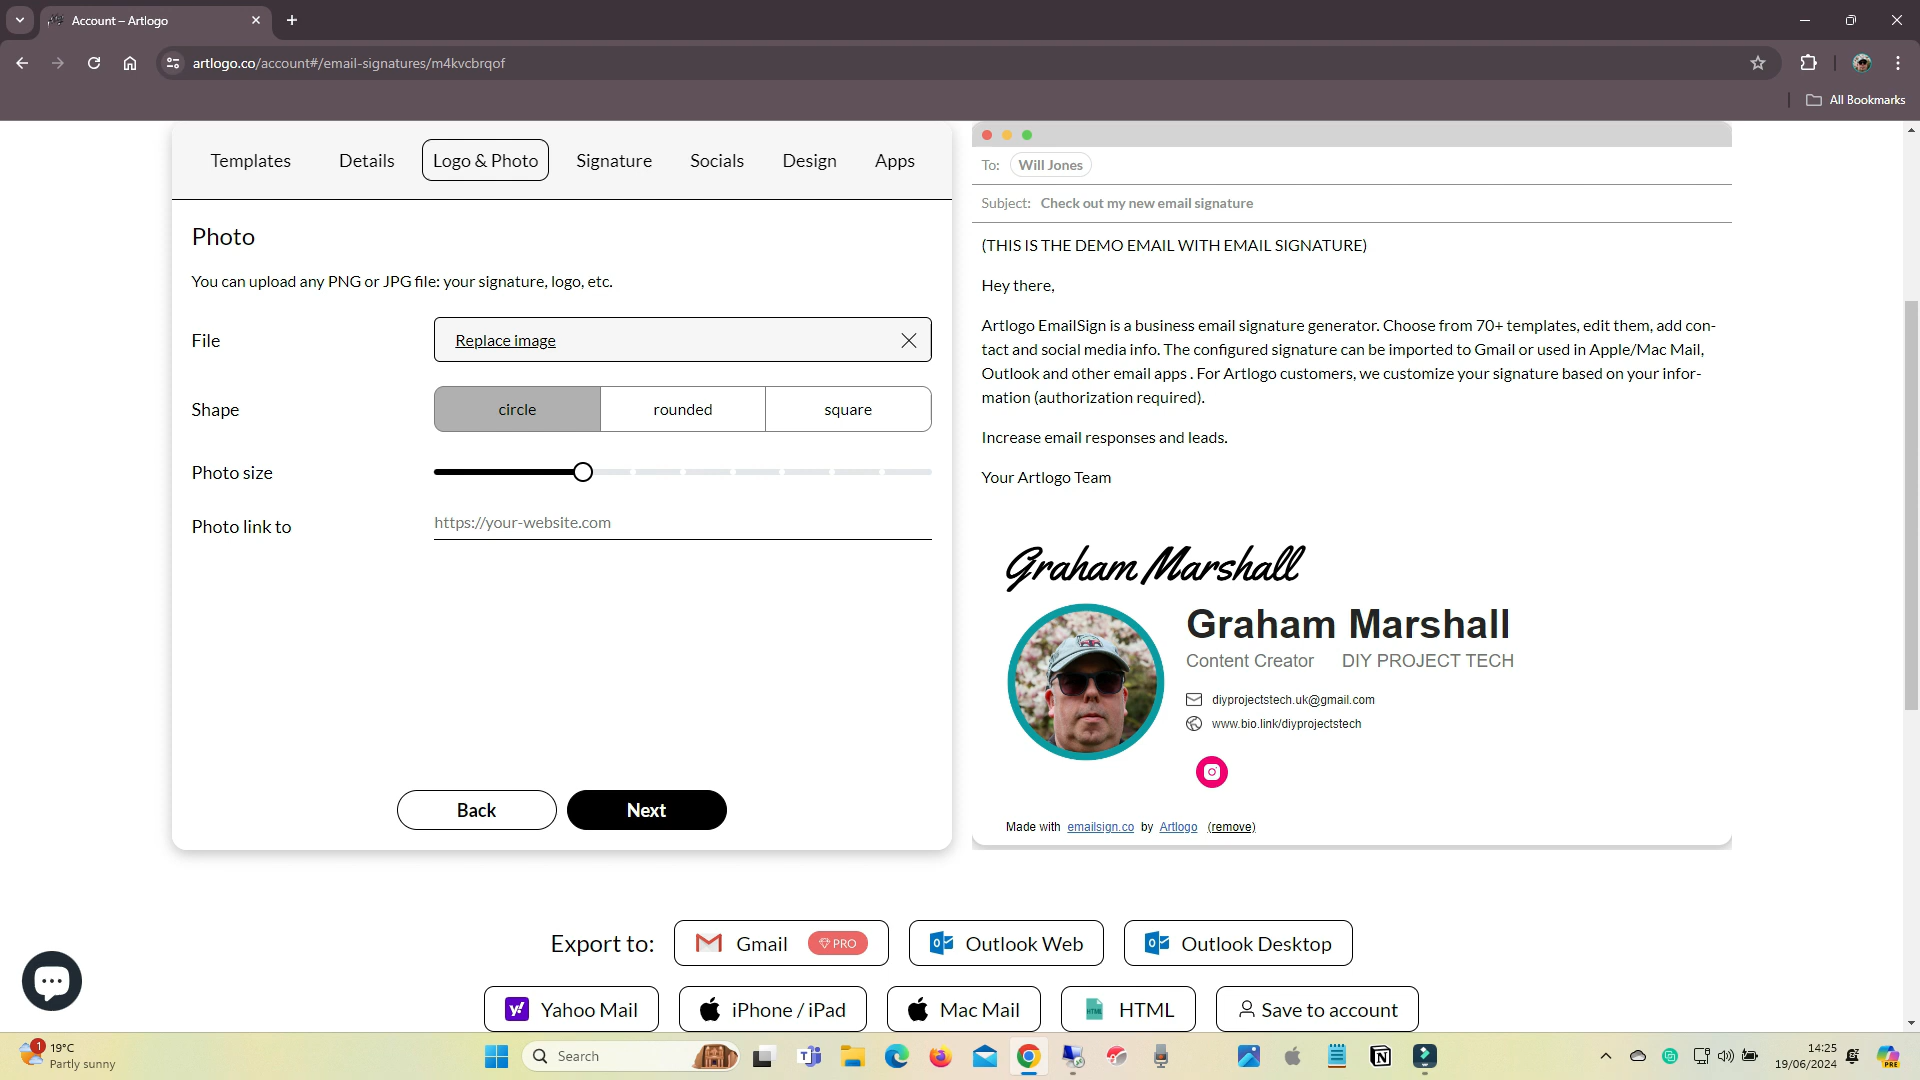 Account – Artlogo
artlogo.co/account#/email-signatures/m4kvcbrqof
All Bookmarks
Templates
Details
Logo & Photo
Signature
Socials
Design
Apps
Photo
You can upload any PNG or JPG file: your signature, logo, etc.
File
Replace image
Shape
circle
rounded
square
Photo size
Photo link to
https://your-website.com
Back
Next
To: Will Jones
Subject: Check out my new email signature
(THIS IS THE DEMO EMAIL WITH EMAIL SIGNATURE)
Hey there,
Artlogo EmailSign is a business email signature generator. Choose from 70+ templates, edit them, add con-
tact and social media info. The configured signature can be imported to Gmail or used in Apple/Mac Mail,
Outlook and other email apps . For Artlogo customers, we customize your signature based on your infor-
mation (authorization required).
Increase email responses and leads.
Your Artlogo Team
Graham Marshall
Graham Marshall
Content Creator DIY PROJECT TECH
diyprojectstech.uk@gmail.com
www.bio.link/diyprojectstech
Made with emailsign.co by Artlogo (remove)
Export to:
Gmail PRO
Outlook Web
Outlook Desktop
Yahoo Mail
iPhone / iPad
Mac Mail
HTML
Save to account
1
19°C
Partly sunny
Search
14:25
19/06/2024
PRE